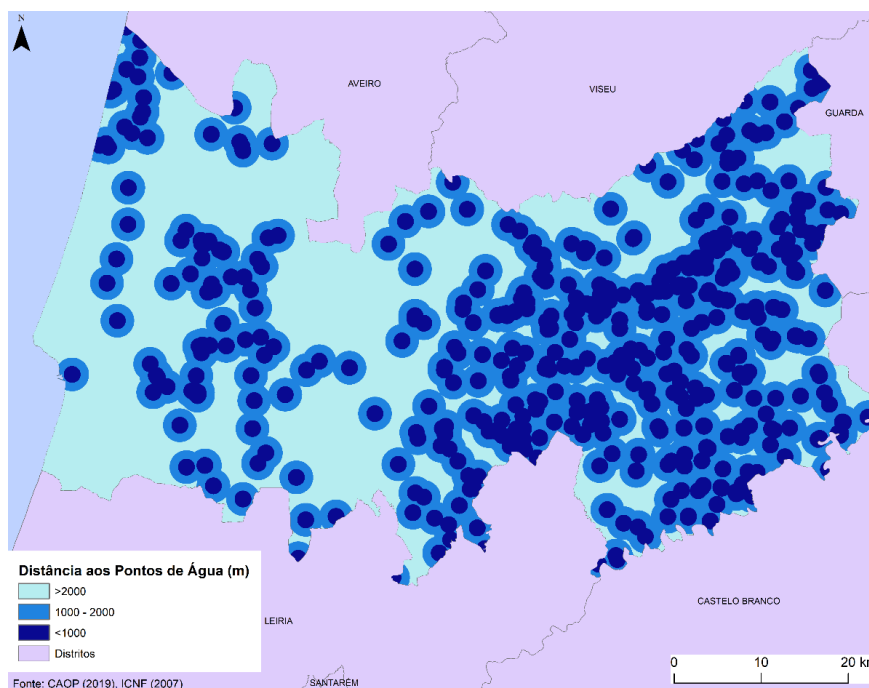 N
AVEIRO
VISEU
GUARDA
Distância aos Pontos de Água (m)
>2000
1000 - 2000
<1000
Distritos
LEIRIA
CASTELO BRANCO
SANTARÉM
0 10 20 km
Fonte: CAOP (2019), ICNF (2007)